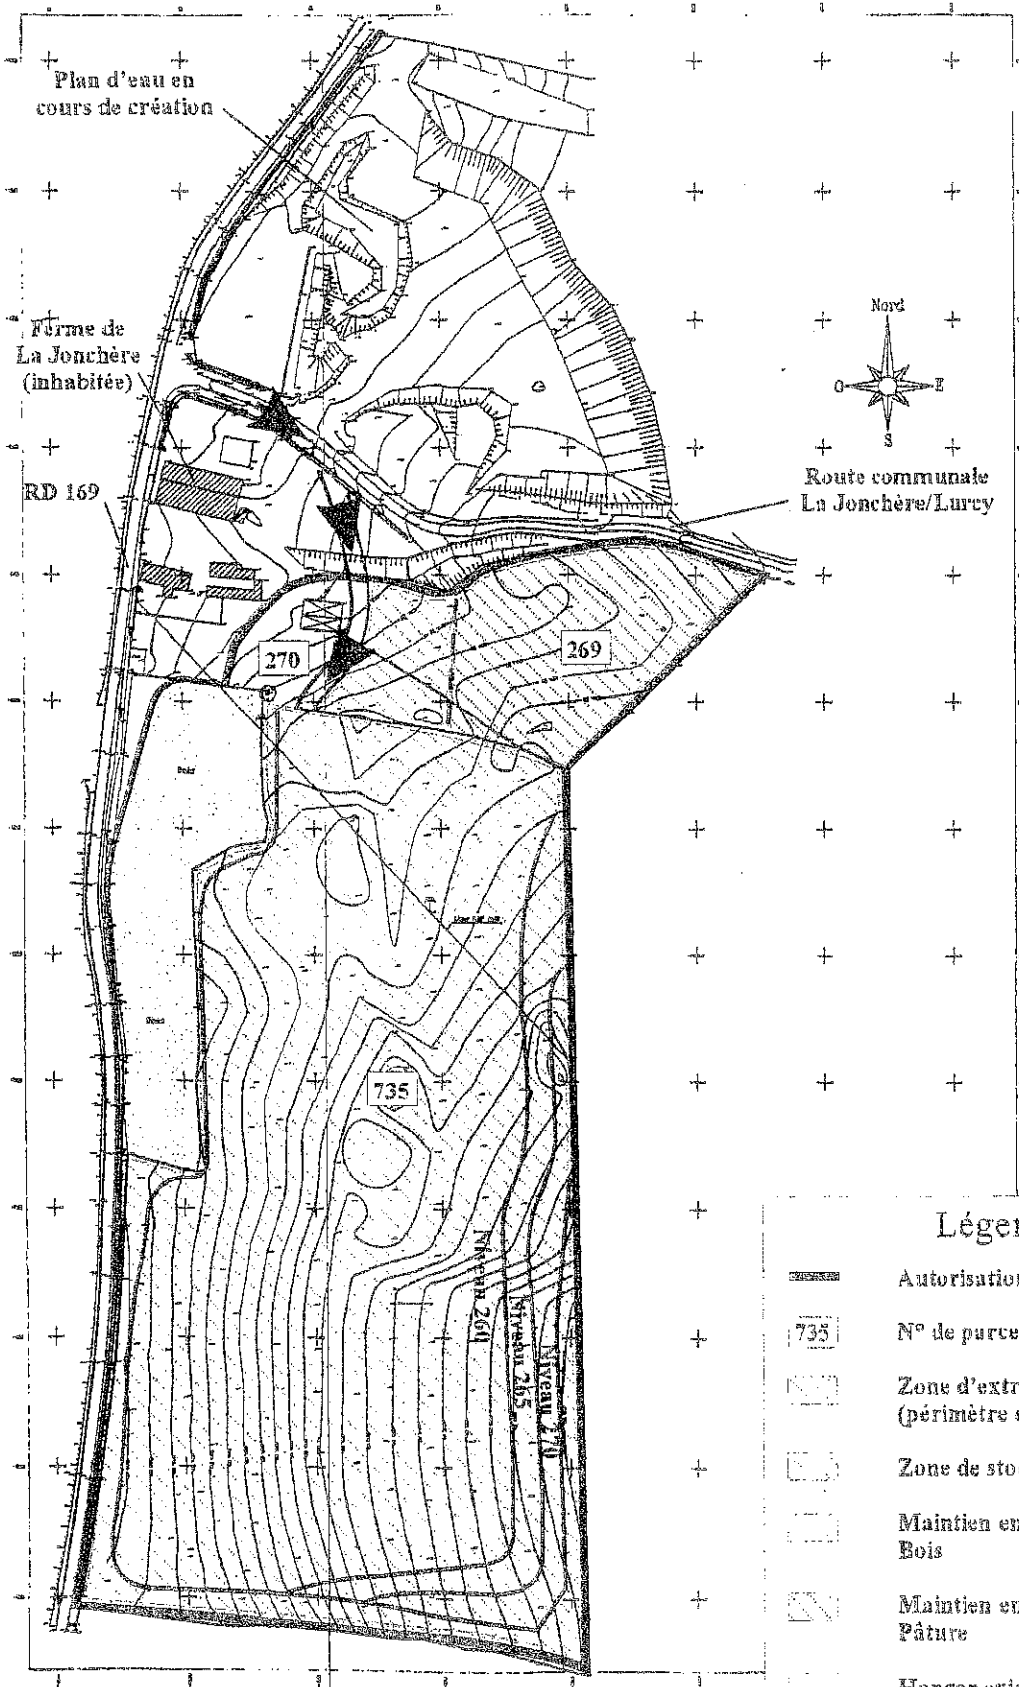 Plan d'eau en
cours de création
Ferme de
La Jonchère
(inhabitée)
Nord
O
E
S
Route communale
La Jonchère/Lurcy
RD 169
270
269
735
Niveau 260
Niveau 265
Niveau 270
Légen
Autorisation
735
N° de parce
Zone d'extr
(périmètre
Zone de sto
Maintien en
Bois
Maintien en
Pâture